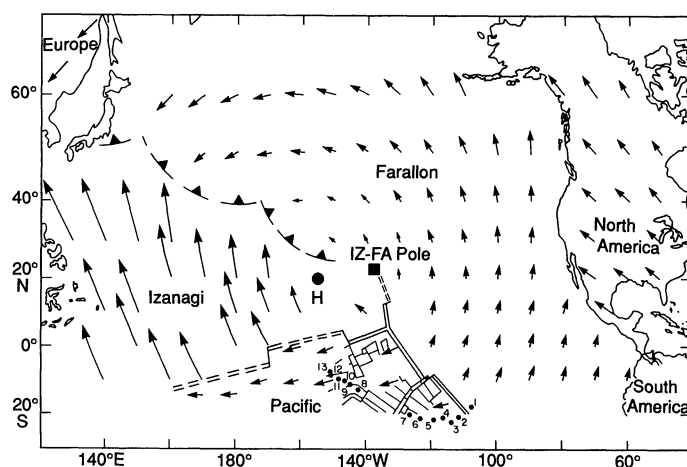 Europe
60°
Farallon
40°
North
America
IZ-FA Pole
20°
N
Izanagi
H
0°
13 12
11 10
9 8
South
America
Pacific
7 6 5 4 3 2 1
20°
S
140°E 180° 140°W 100° 60°